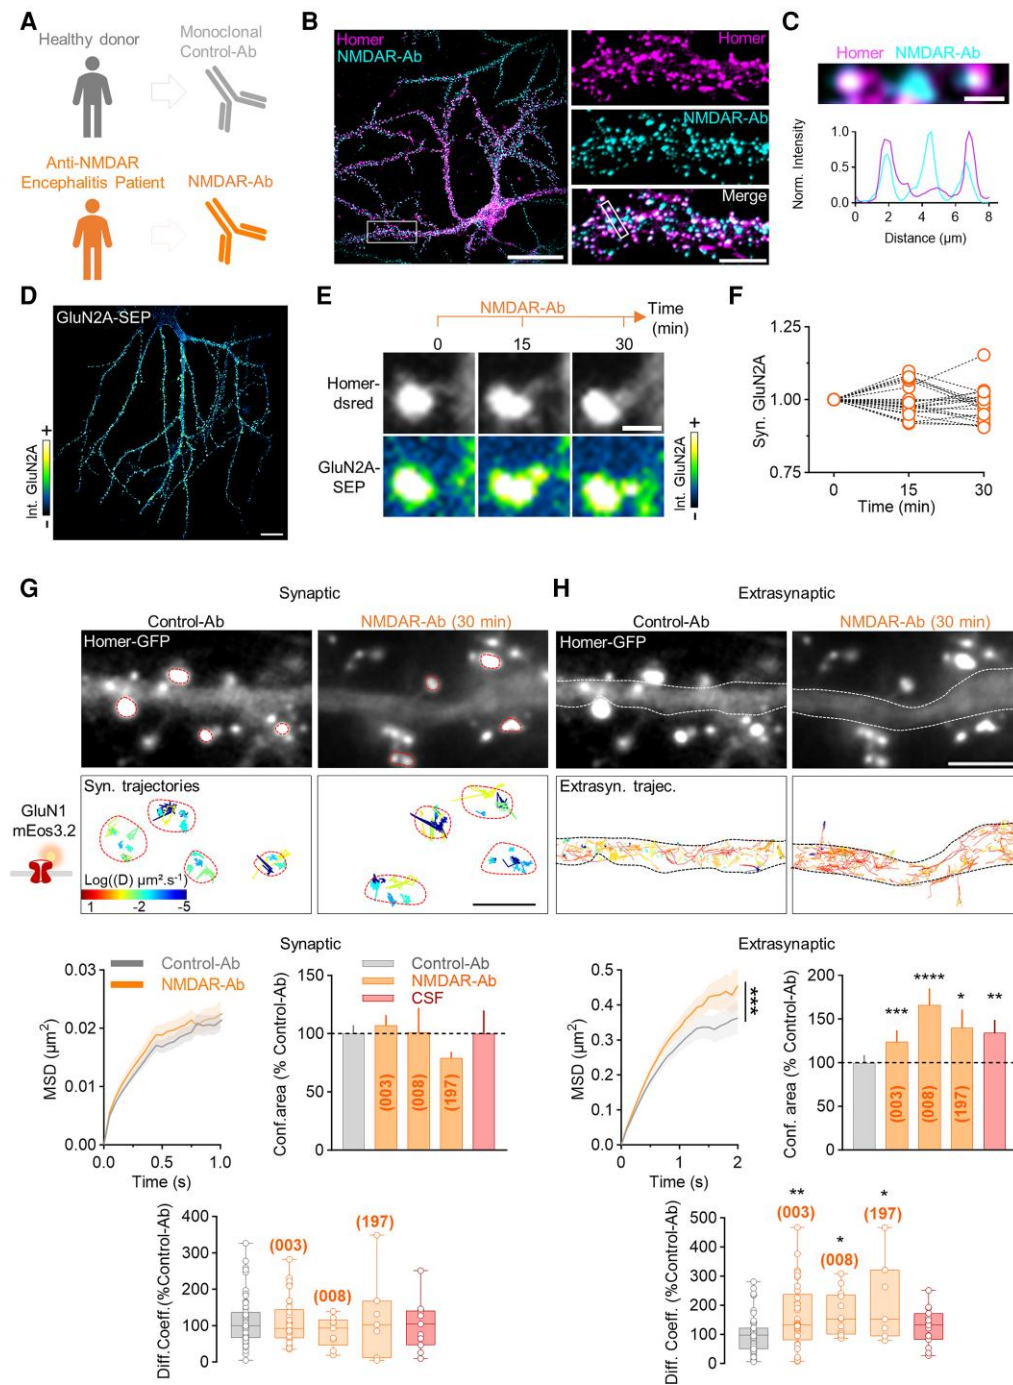 A
Healthy donor
Monoclonal
Control-Ab
Anti-NMDAR
Encephalitis Patient
NMDAR-Ab
B
Homer
NMDAR-Ab
Homer
NMDAR-Ab
Merge
C
Homer NMDAR-Ab
Norm. Intensity
1.0
0.5
0.0
0 2 4 6 8
Distance (µm)
D
GluN2A-SEP
+
Int. GluN2A
-
E
NMDAR-Ab
Time
(min)
0 15 30
Homer-
dsred
GluN2A-
SEP
+
Int. GluN2A
-
F
Syn. GluN2A
1.25
1.00
0.75
0 15 30
Time (min)
G
Synaptic
Control-Ab
NMDAR-Ab (30 min)
Homer-GFP
GluN1
mEos3.2
Syn. trajectories
Log((D) µm².s⁻¹)
1 -2 -5
H
Extrasynaptic
Control-Ab
NMDAR-Ab (30 min)
Homer-GFP
Extrasyn. trajec.
Synaptic
MSD (µm²)
0.03
0.02
0.01
0.00
0.0 0.5 1.0
Time (s)
Control-Ab
NMDAR-Ab
Conf.area (% Control-Ab)
150
100
50
0
Control-Ab
NMDAR-Ab
CSF
(003)
(008)
(197)
Diff.Coeff.(%Control-Ab)
400
300
200
100
0
(003)
(008)
(197)
Extrasynaptic
MSD (µm²)
0.5
0.4
0.3
0.2
0.1
0.0
0 1 2
Time (s)
***
Conf. area (% Control-Ab)
200
150
100
50
0
*** **** * **
(003)
(008)
(197)
Diff. Coeff. (%Control-Ab)
500
400
300
200
100
0
**
(003)
*
(008)
*
(197)